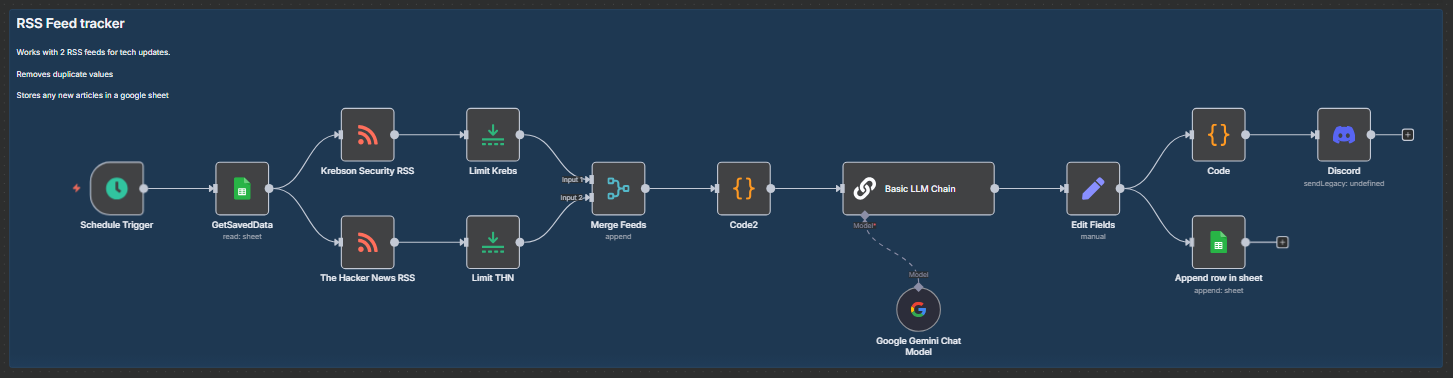 RSS Feed tracker
Works with 2 RSS feeds for tech updates.
Removes duplicate values
Stores any new articles in a google sheet
Schedule Trigger
GetSavedData
read: sheet
Krebson Security RSS
Limit Krebs
The Hacker News RSS
Limit THN
Input 1
Input 2
Merge Feeds
append
{}
Code2
Basic LLM Chain
Model*
Model
Google Gemini Chat
Model
Edit Fields
manual
{}
Code
Discord
sendLegacy: undefined
Append row in sheet
append: sheet